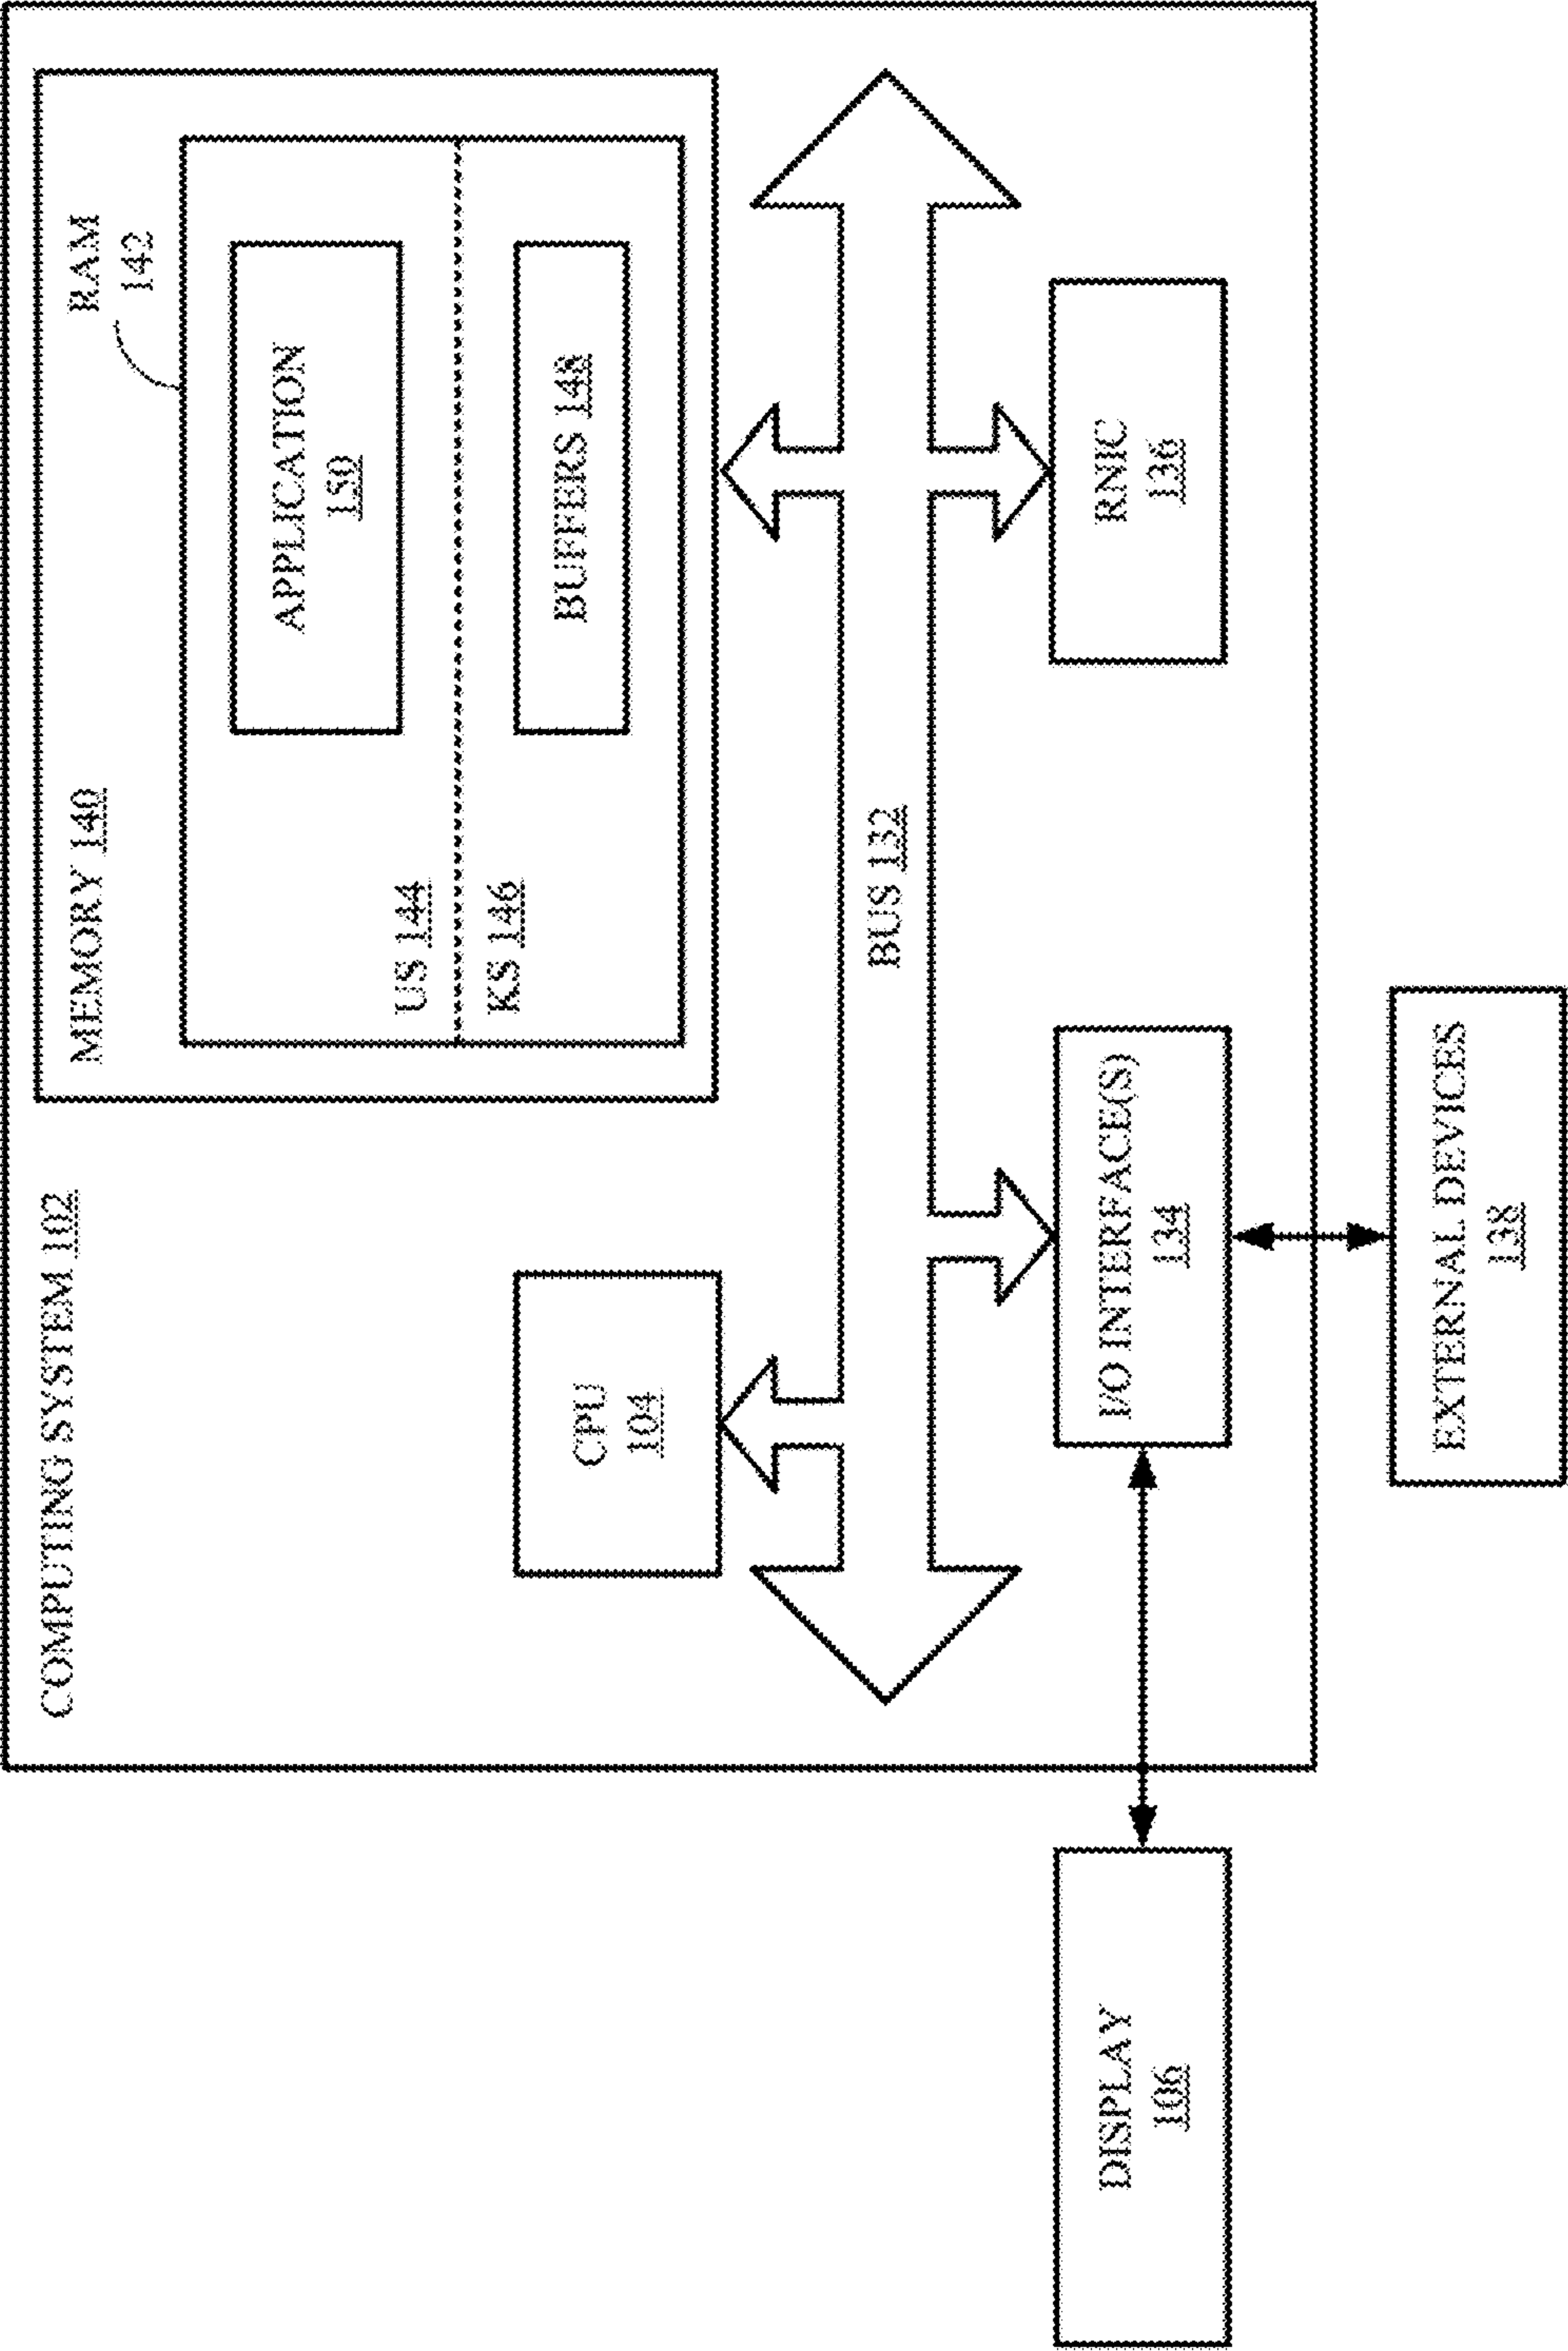 COMPUTING SYSTEM 102
MEMORY 140
RAM
142
APPLICATION
150
US 144
KS 146
BUFFERS 148
CPU
104
BUS 132
I/O INTERFACE(S)
134
RNIC
136
DISPLAY
106
EXTERNAL DEVICES
138